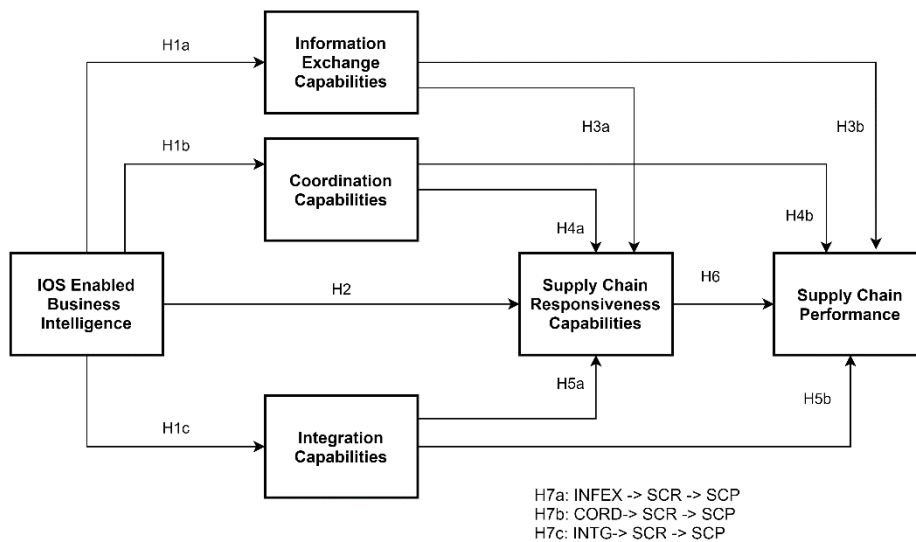 H1a
Information
Exchange
Capabilities
H3a
H3b
H1b
Coordination
Capabilities
H4a
H4b
IOS Enabled
Business
Intelligence
H2
Supply Chain
Responsiveness
Capabilities
H6
Supply Chain
Performance
H1c
Integration
Capabilities
H5a
H5b
H7a: INFEX -> SCR -> SCP
H7b: CORD-> SCR -> SCP
H7c: INTG-> SCR -> SCP